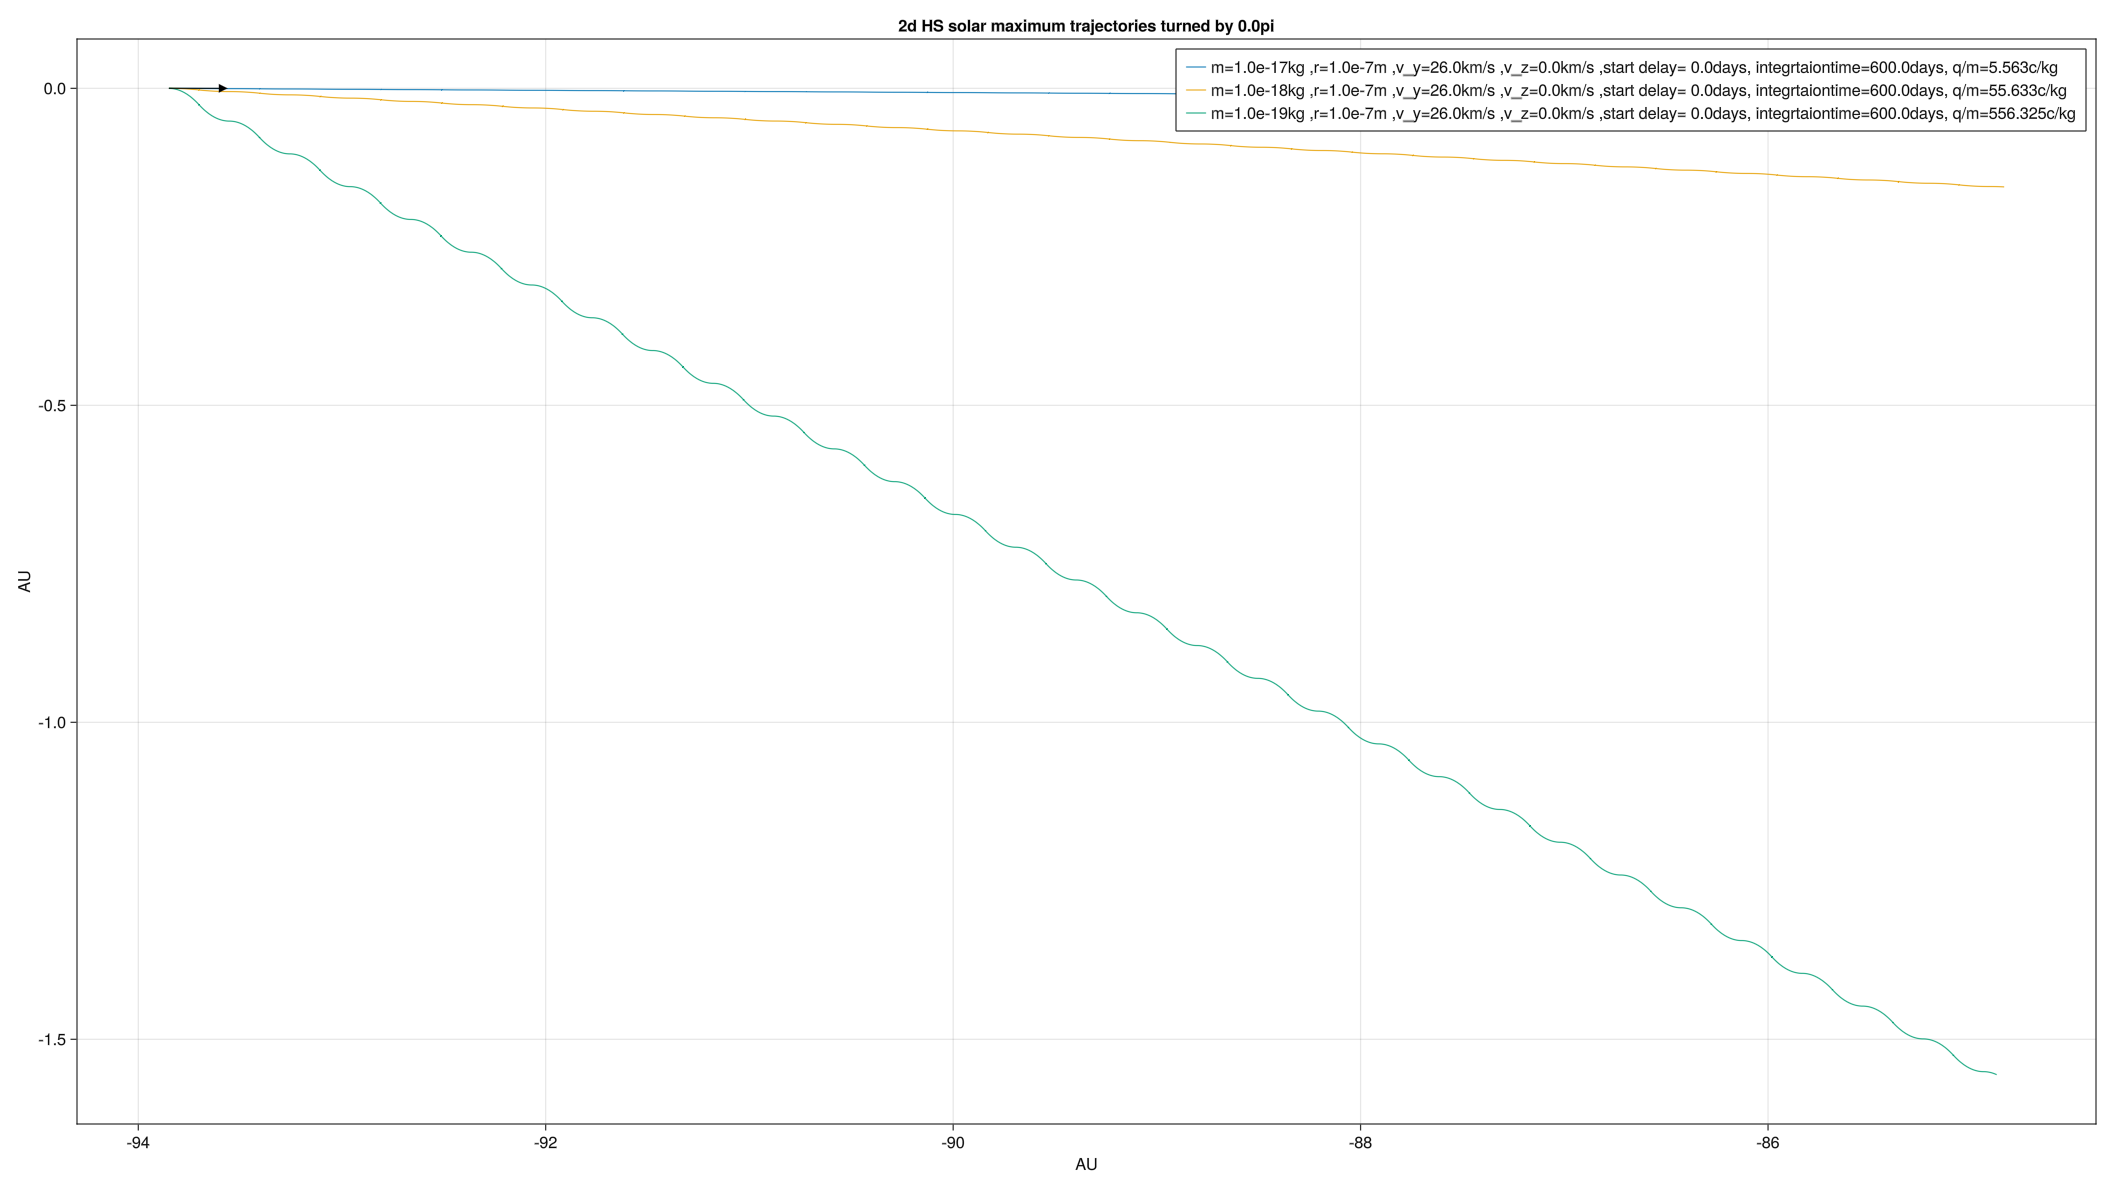 2d HS solar maximum trajectories turned by 0.0pi
m=1.0e-17kg ,r=1.0e-7m ,v_y=26.0km/s ,v_z=0.0km/s ,start delay= 0.0days, integrtaiontime=600.0days, q/m=5.563c/kg
m=1.0e-18kg ,r=1.0e-7m ,v_y=26.0km/s ,v_z=0.0km/s ,start delay= 0.0days, integrtaiontime=600.0days, q/m=55.633c/kg
m=1.0e-19kg ,r=1.0e-7m ,v_y=26.0km/s ,v_z=0.0km/s ,start delay= 0.0days, integrtaiontime=600.0days, q/m=556.325c/kg
0.0
-0.5
-1.0
-1.5
AU
-94 -92 -90 -88 -86
AU